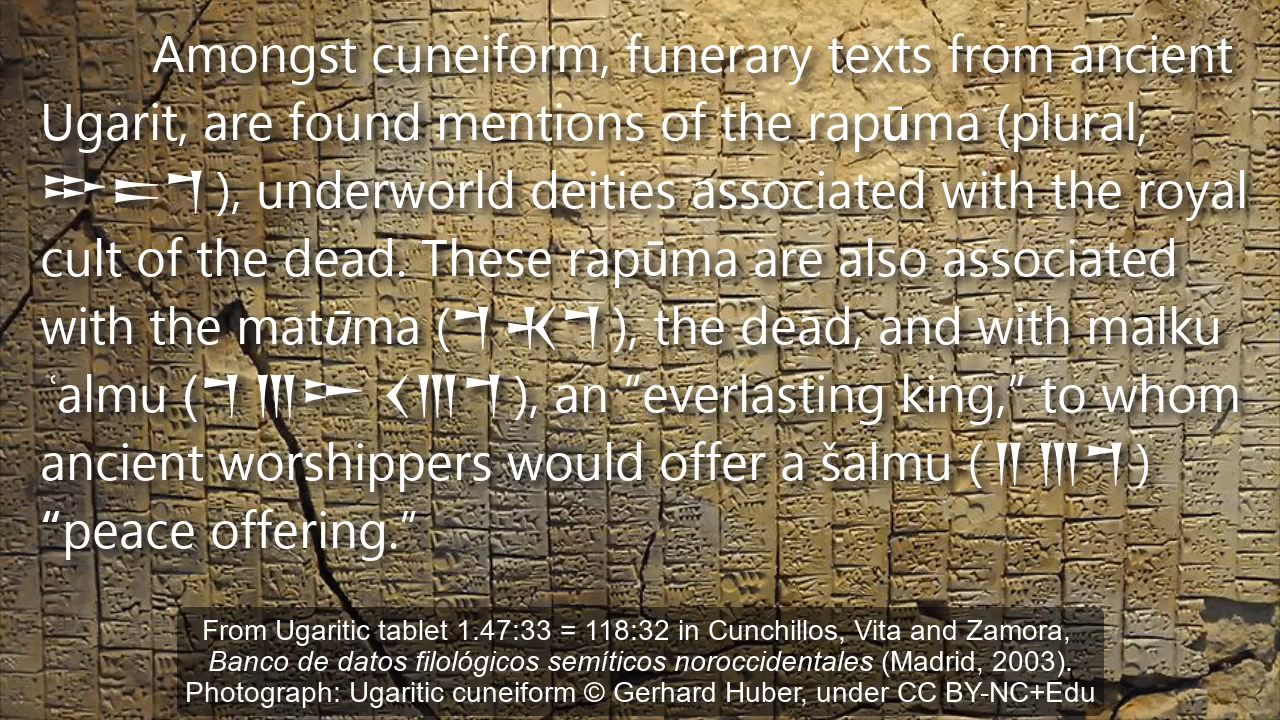 Amongst cuneiform, funerary texts from ancient
Ugarit, are found mentions of the rapūma (plural,
𐎗𐎔𐎎), underworld deities associated with the royal
cult of the dead. These rapūma are also associated
with the matūma (𐎎𐎘𐎎), the dead, and with malku
ʿalmu (𐎎𐎍𐎀 𐎓𐎍𐎎), an “everlasting king,” to whom
ancient worshippers would offer a šalmu (𐎕𐎍𐎎)
“peace offering.”
From Ugaritic tablet 1.47:33 = 118:32 in Cunchillos, Vita and Zamora,
Banco de datos filológicos semíticos noroccidentales (Madrid, 2003).
Photograph: Ugaritic cuneiform © Gerhard Huber, under CC BY-NC+Edu